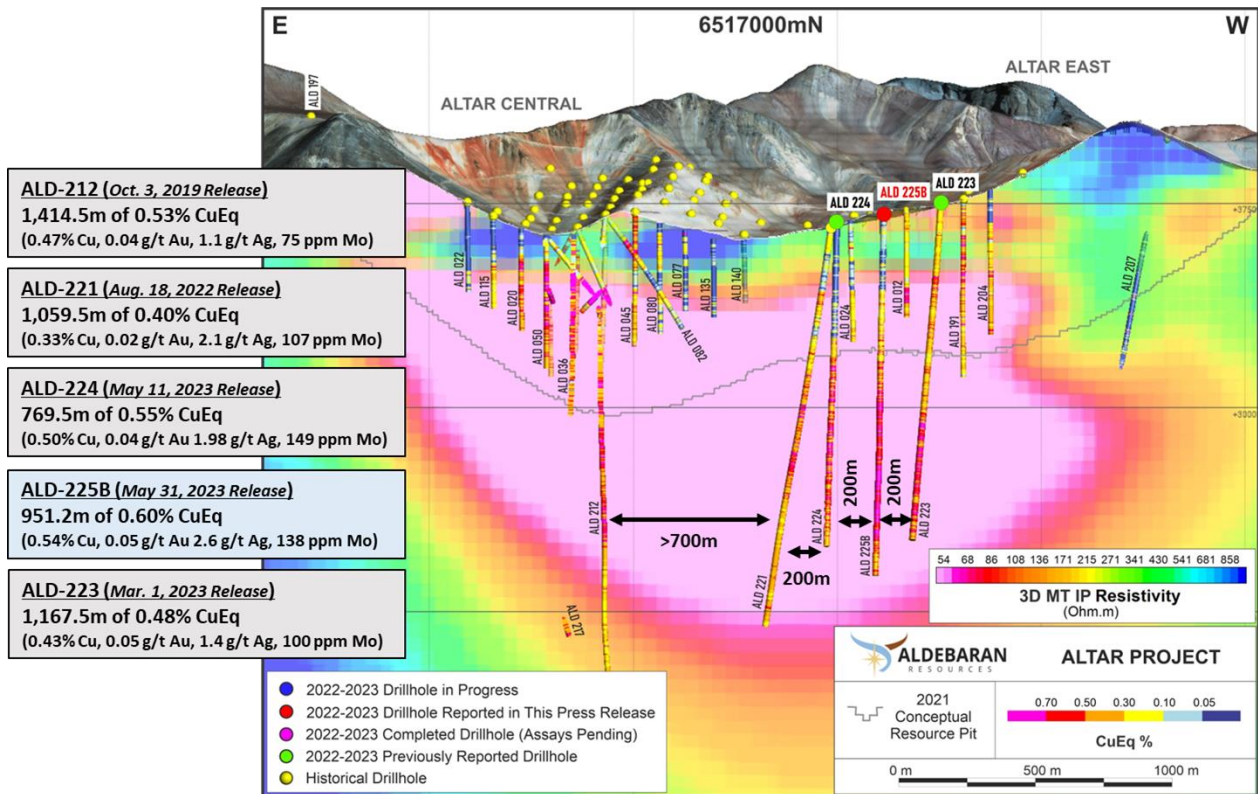 E
6517000mN
W
ALTAR EAST
ALTAR CENTRAL
ALD 197
ALD-212 (Oct. 3, 2019 Release)
1,414.5m of 0.53% CuEq
(0.47% Cu, 0.04 g/t Au, 1.1 g/t Ag, 75 ppm Mo)
ALD-221 (Aug. 18, 2022 Release)
1,059.5m of 0.40% CuEq
(0.33% Cu, 0.02 g/t Au, 2.1 g/t Ag, 107 ppm Mo)
ALD-224 (May 11, 2023 Release)
769.5m of 0.55% CuEq
(0.50% Cu, 0.04 g/t Au 1.98 g/t Ag, 149 ppm Mo)
ALD-225B (May 31, 2023 Release)
951.2m of 0.60% CuEq
(0.54% Cu, 0.05 g/t Au 2.6 g/t Ag, 138 ppm Mo)
ALD-223 (Mar. 1, 2023 Release)
1,167.5m of 0.48% CuEq
(0.43% Cu, 0.05 g/t Au, 1.4 g/t Ag, 100 ppm Mo)
ALD 224
ALD 225B
ALD 223
ALD 022
ALD 115
ALD 020
ALD 050
ALD 036
ALD 045
ALD 080
ALD 082
ALD 077
ALD 135
ALD 140
ALD 024
ALD 012
ALD 191
ALD 204
ALD 207
+3000
ALD 212
>700m
ALD 221
200m
ALD 224
200m
ALD 225B
200m
ALD 223
ALD 217
54 68 86 108 136 171 215 271 341 430 541 681 858
3D MT IP Resistivity
(Ohm.m)
2022-2023 Drillhole in Progress
2022-2023 Drillhole Reported in This Press Release
2022-2023 Completed Drillhole (Assays Pending)
2022-2023 Previously Reported Drillhole
Historical Drillhole
ALDEBARAN
RESOURCES
ALTAR PROJECT
2021
Conceptual
Resource Pit
0.70 0.50 0.30 0.10 0.05
CuEq %
0 m 500 m 1000 m